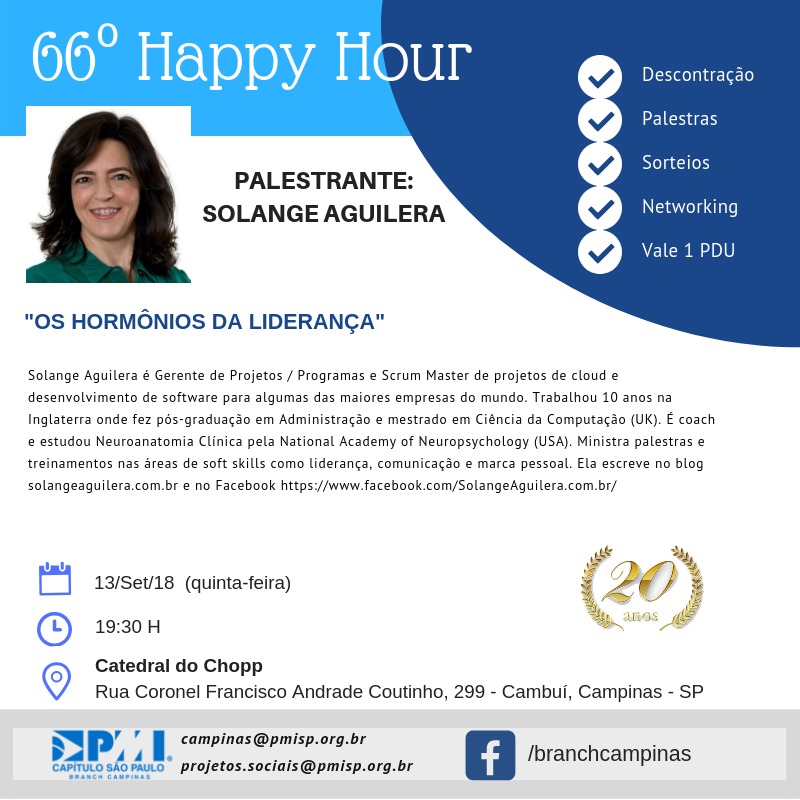 66º Happy Hour
Descontração
Palestras
Sorteios
Networking
Vale 1 PDU
PALESTRANTE:
SOLANGE AGUILERA
"OS HORMÔNIOS DA LIDERANÇA"
Solange Aguilera é Gerente de Projetos / Programas e Scrum Master de projetos de cloud e
desenvolvimento de software para algumas das maiores empresas do mundo. Trabalhou 10 anos na
Inglaterra onde fez pós-graduação em Administração e mestrado em Ciência da Computação (UK). É coach
e estudou Neuroanatomia Clínica pela National Academy of Neuropsychology (USA). Ministra palestras e
treinamentos nas áreas de soft skills como liderança, comunicação e marca pessoal. Ela escreve no blog
solangeaguilera.com.br e no Facebook https://www.facebook.com/SolangeAguilera.com.br/
13/Set/18 (quinta-feira)
19:30 H
20
anos
Catedral do Chopp
Rua Coronel Francisco Andrade Coutinho, 299 - Cambuí, Campinas - SP
PMI®
CAPÍTULO SÃO PAULO
BRANCH CAMPINAS
campinas@pmisp.org.br
projetos.sociais@pmisp.org.br
/branchcampinas